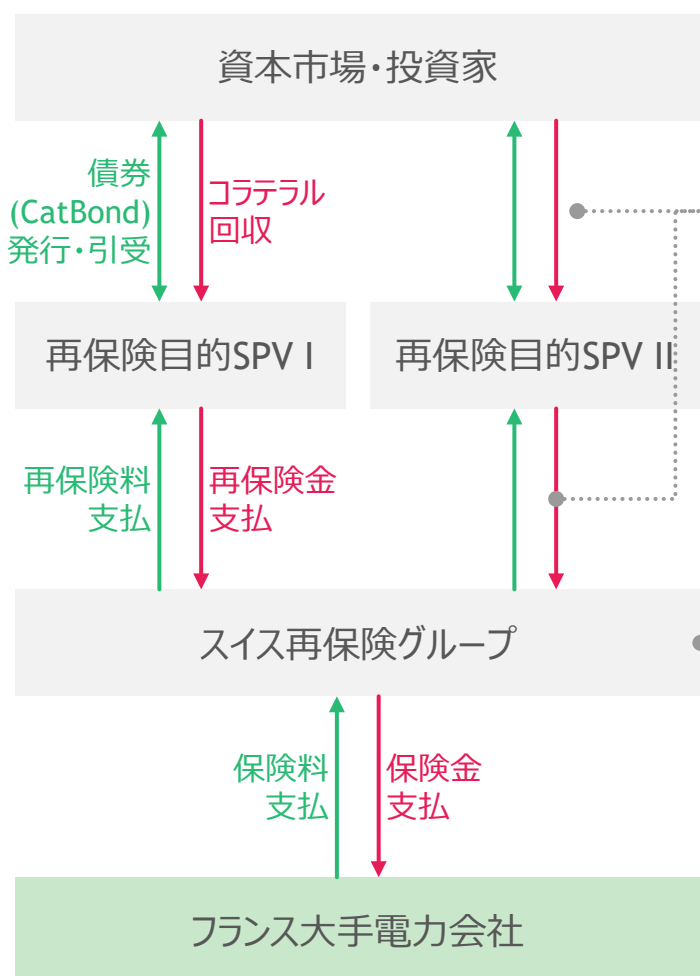 資本市場・投資家
債券
(CatBond)
発行・引受
コラテラル
回収
再保険目的SPV I
再保険目的SPV II
再保険料
支払
再保険金
支払
スイス再保険グループ
保険料
支払
保険金
支払
フランス大手電力会社